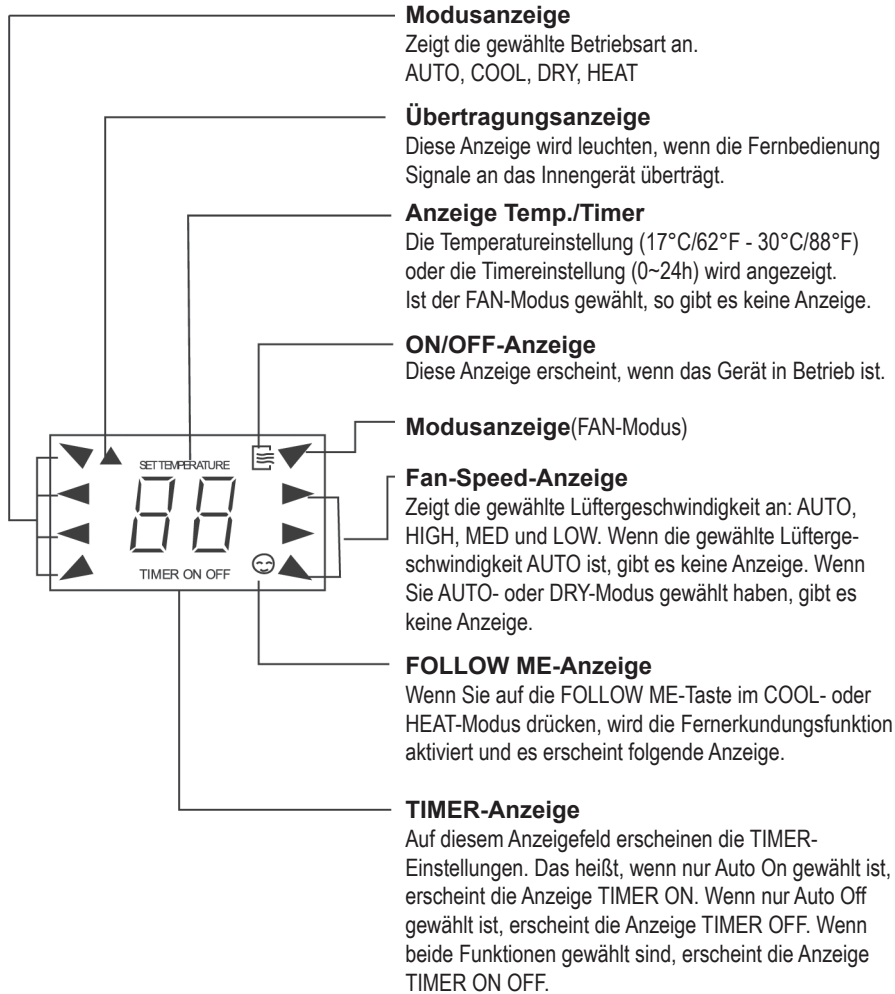 Modusanzeige
Zeigt die gewählte Betriebsart an.
AUTO, COOL, DRY, HEAT
Übertragungsanzeige
Diese Anzeige wird leuchten, wenn die Fernbedienung
Signale an das Innengerät überträgt.
Anzeige Temp./Timer
Die Temperatureinstellung (17°C/62°F - 30°C/88°F)
oder die Timereinstellung (0~24h) wird angezeigt.
Ist der FAN-Modus gewählt, so gibt es keine Anzeige.
ON/OFF-Anzeige
Diese Anzeige erscheint, wenn das Gerät in Betrieb ist.
Modusanzeige(FAN-Modus)
SET TEMPERATURE
88
TIMER ON OFF
Fan-Speed-Anzeige
Zeigt die gewählte Lüftergeschwindigkeit an: AUTO,
HIGH, MED und LOW. Wenn die gewählte Lüfterge-
schwindigkeit AUTO ist, gibt es keine Anzeige. Wenn
Sie AUTO- oder DRY-Modus gewählt haben, gibt es
keine Anzeige.
FOLLOW ME-Anzeige
Wenn Sie auf die FOLLOW ME-Taste im COOL- oder
HEAT-Modus drücken, wird die Fernerkundungsfunktion
aktiviert und es erscheint folgende Anzeige.
TIMER-Anzeige
Auf diesem Anzeigefeld erscheinen die TIMER-
Einstellungen. Das heißt, wenn nur Auto On gewählt ist,
erscheint die Anzeige TIMER ON. Wenn nur Auto Off
gewählt ist, erscheint die Anzeige TIMER OFF. Wenn
beide Funktionen gewählt sind, erscheint die Anzeige
TIMER ON OFF.